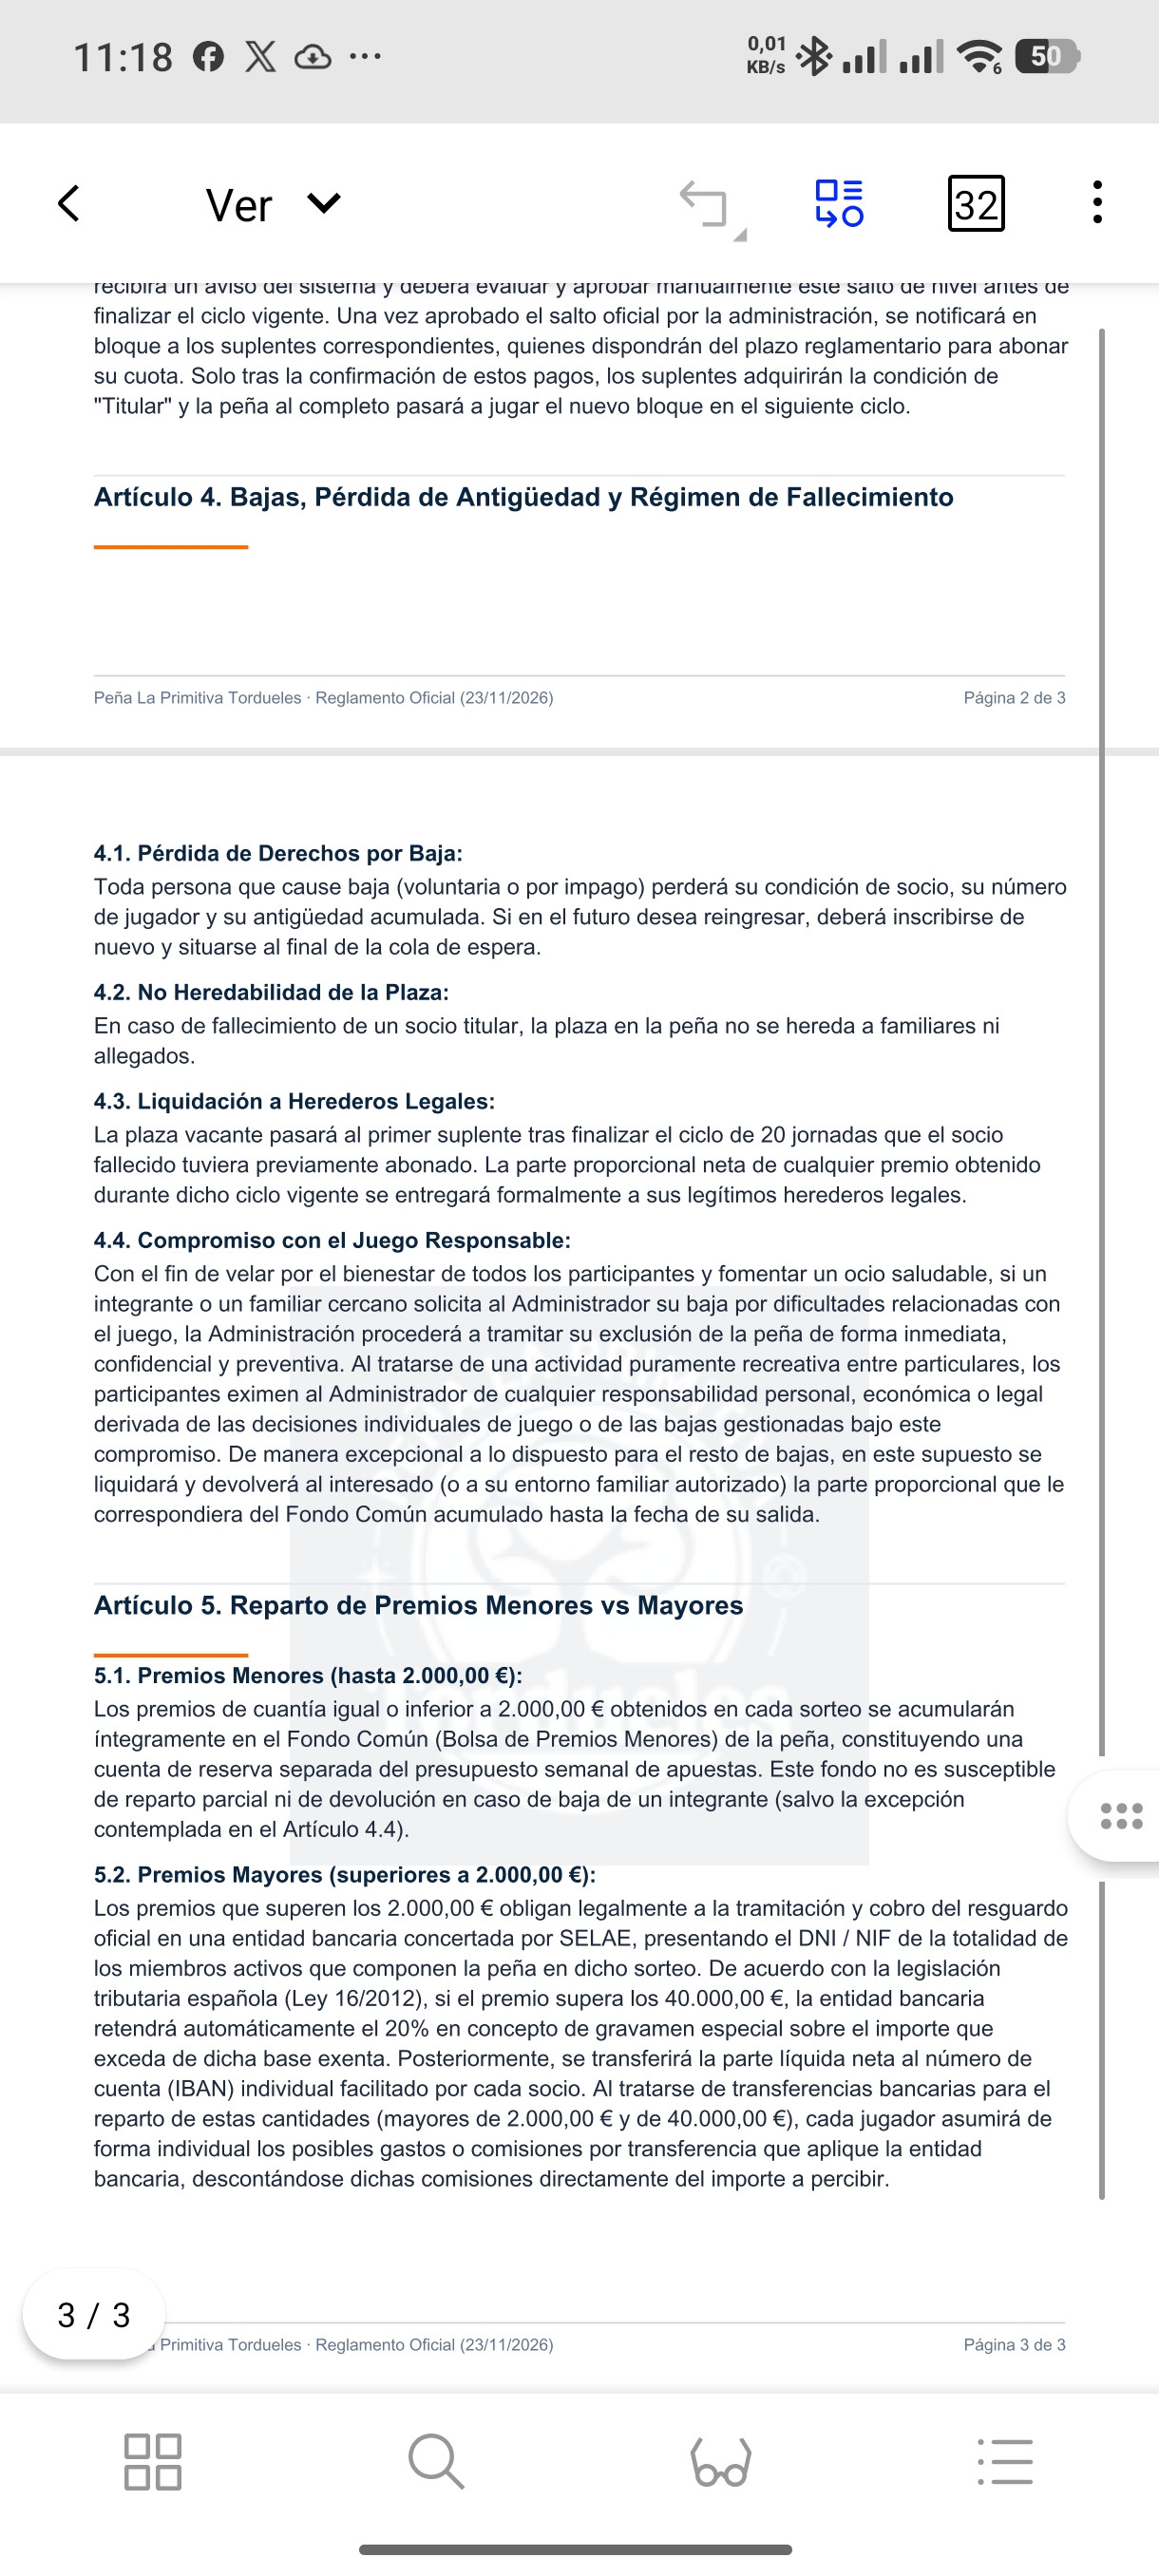 11:18
0,01
KB/s
6
50
Ver
32
recibirá un aviso del sistema y deberá evaluar y aprobar manualmente este salto de nivel antes de
finalizar el ciclo vigente. Una vez aprobado el salto oficial por la administración, se notificará en
bloque a los suplentes correspondientes, quienes dispondrán del plazo reglamentario para abonar
su cuota. Solo tras la confirmación de estos pagos, los suplentes adquirirán la condición de
"Titular" y la peña al completo pasará a jugar el nuevo bloque en el siguiente ciclo.
Artículo 4. Bajas, Pérdida de Antigüedad y Régimen de Fallecimiento
Peña La Primitiva Tordueles · Reglamento Oficial (23/11/2026)
Página 2 de 3
4.1. Pérdida de Derechos por Baja:
Toda persona que cause baja (voluntaria o por impago) perderá su condición de socio, su número
de jugador y su antigüedad acumulada. Si en el futuro desea reingresar, deberá inscribirse de
nuevo y situarse al final de la cola de espera.
4.2. No Heredabilidad de la Plaza:
En caso de fallecimiento de un socio titular, la plaza en la peña no se hereda a familiares ni
allegados.
4.3. Liquidación a Herederos Legales:
La plaza vacante pasará al primer suplente tras finalizar el ciclo de 20 jornadas que el socio
fallecido tuviera previamente abonado. La parte proporcional neta de cualquier premio obtenido
durante dicho ciclo vigente se entregará formalmente a sus legítimos herederos legales.
4.4. Compromiso con el Juego Responsable:
Con el fin de velar por el bienestar de todos los participantes y fomentar un ocio saludable, si un
integrante o un familiar cercano solicita al Administrador su baja por dificultades relacionadas con
el juego, la Administración procederá a tramitar su exclusión de la peña de forma inmediata,
confidencial y preventiva. Al tratarse de una actividad puramente recreativa entre particulares, los
participantes eximen al Administrador de cualquier responsabilidad personal, económica o legal
derivada de las decisiones individuales de juego o de las bajas gestionadas bajo este
compromiso. De manera excepcional a lo dispuesto para el resto de bajas, en este supuesto se
liquidará y devolverá al interesado (o a su entorno familiar autorizado) la parte proporcional que le
correspondiera del Fondo Común acumulado hasta la fecha de su salida.
Artículo 5. Reparto de Premios Menores vs Mayores
5.1. Premios Menores (hasta 2.000,00 €):
Los premios de cuantía igual o inferior a 2.000,00 € obtenidos en cada sorteo se acumularán
íntegramente en el Fondo Común (Bolsa de Premios Menores) de la peña, constituyendo una
cuenta de reserva separada del presupuesto semanal de apuestas. Este fondo no es susceptible
de reparto parcial ni de devolución en caso de baja de un integrante (salvo la excepción
contemplada en el Artículo 4.4).
5.2. Premios Mayores (superiores a 2.000,00 €):
Los premios que superen los 2.000,00 € obligan legalmente a la tramitación y cobro del resguardo
oficial en una entidad bancaria concertada por SELAE, presentando el DNI / NIF de la totalidad de
los miembros activos que componen la peña en dicho sorteo. De acuerdo con la legislación
tributaria española (Ley 16/2012), si el premio supera los 40.000,00 €, la entidad bancaria
retendrá automáticamente el 20% en concepto de gravamen especial sobre el importe que
exceda de dicha base exenta. Posteriormente, se transferirá la parte líquida neta al número de
cuenta (IBAN) individual facilitado por cada socio. Al tratarse de transferencias bancarias para el
reparto de estas cantidades (mayores de 2.000,00 € y de 40.000,00 €), cada jugador asumirá de
forma individual los posibles gastos o comisiones por transferencia que aplique la entidad
bancaria, descontándose dichas comisiones directamente del importe a percibir.
3 / 3
Primitiva Tordueles · Reglamento Oficial (23/11/2026)
Página 3 de 3